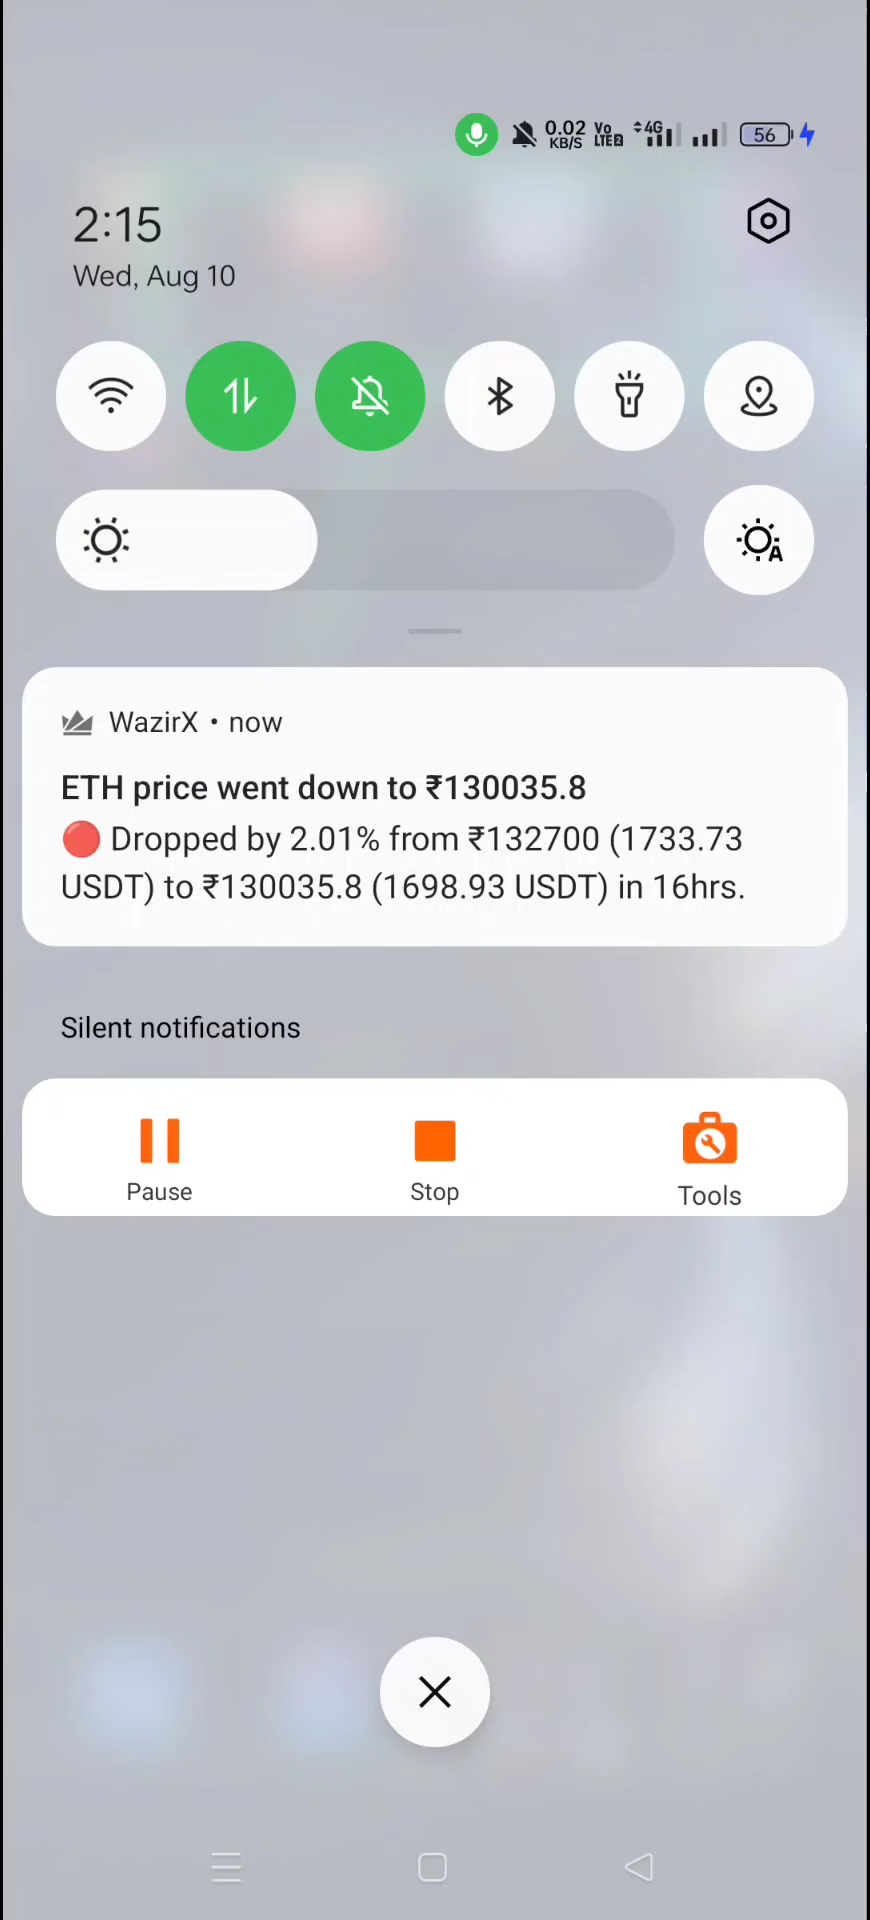 0.02 KB/S Vo LTE 2 4G 56
2:15
Wed, Aug 10
A
WazirX • now
ETH price went down to ₹130035.8
🔴 Dropped by 2.01% from ₹132700 (1733.73
USDT) to ₹130035.8 (1698.93 USDT) in 16hrs.
Silent notifications
Pause Stop Tools